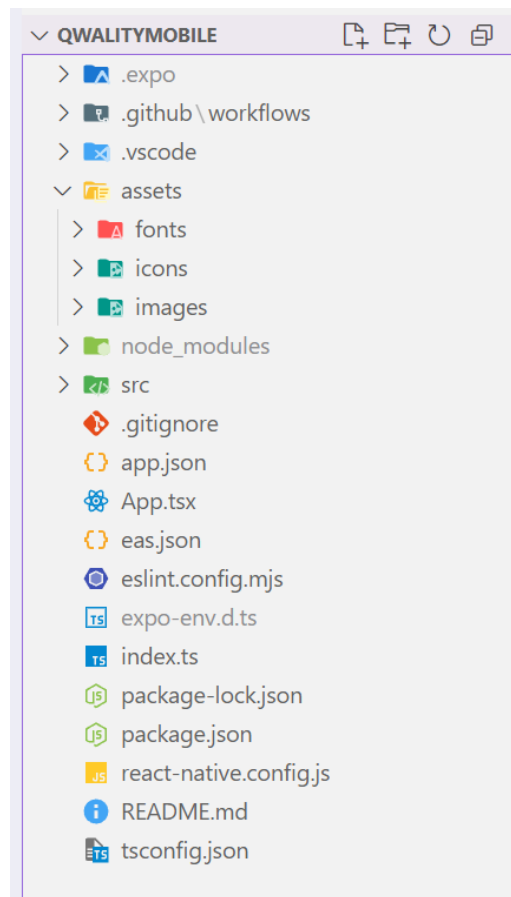 QWALITYMOBILE
.expo
.github\workflows
.vscode
assets
fonts
icons
images
node_modules
src
.gitignore
app.json
App.tsx
eas.json
eslint.config.mjs
expo-env.d.ts
index.ts
package-lock.json
package.json
react-native.config.js
README.md
tsconfig.json